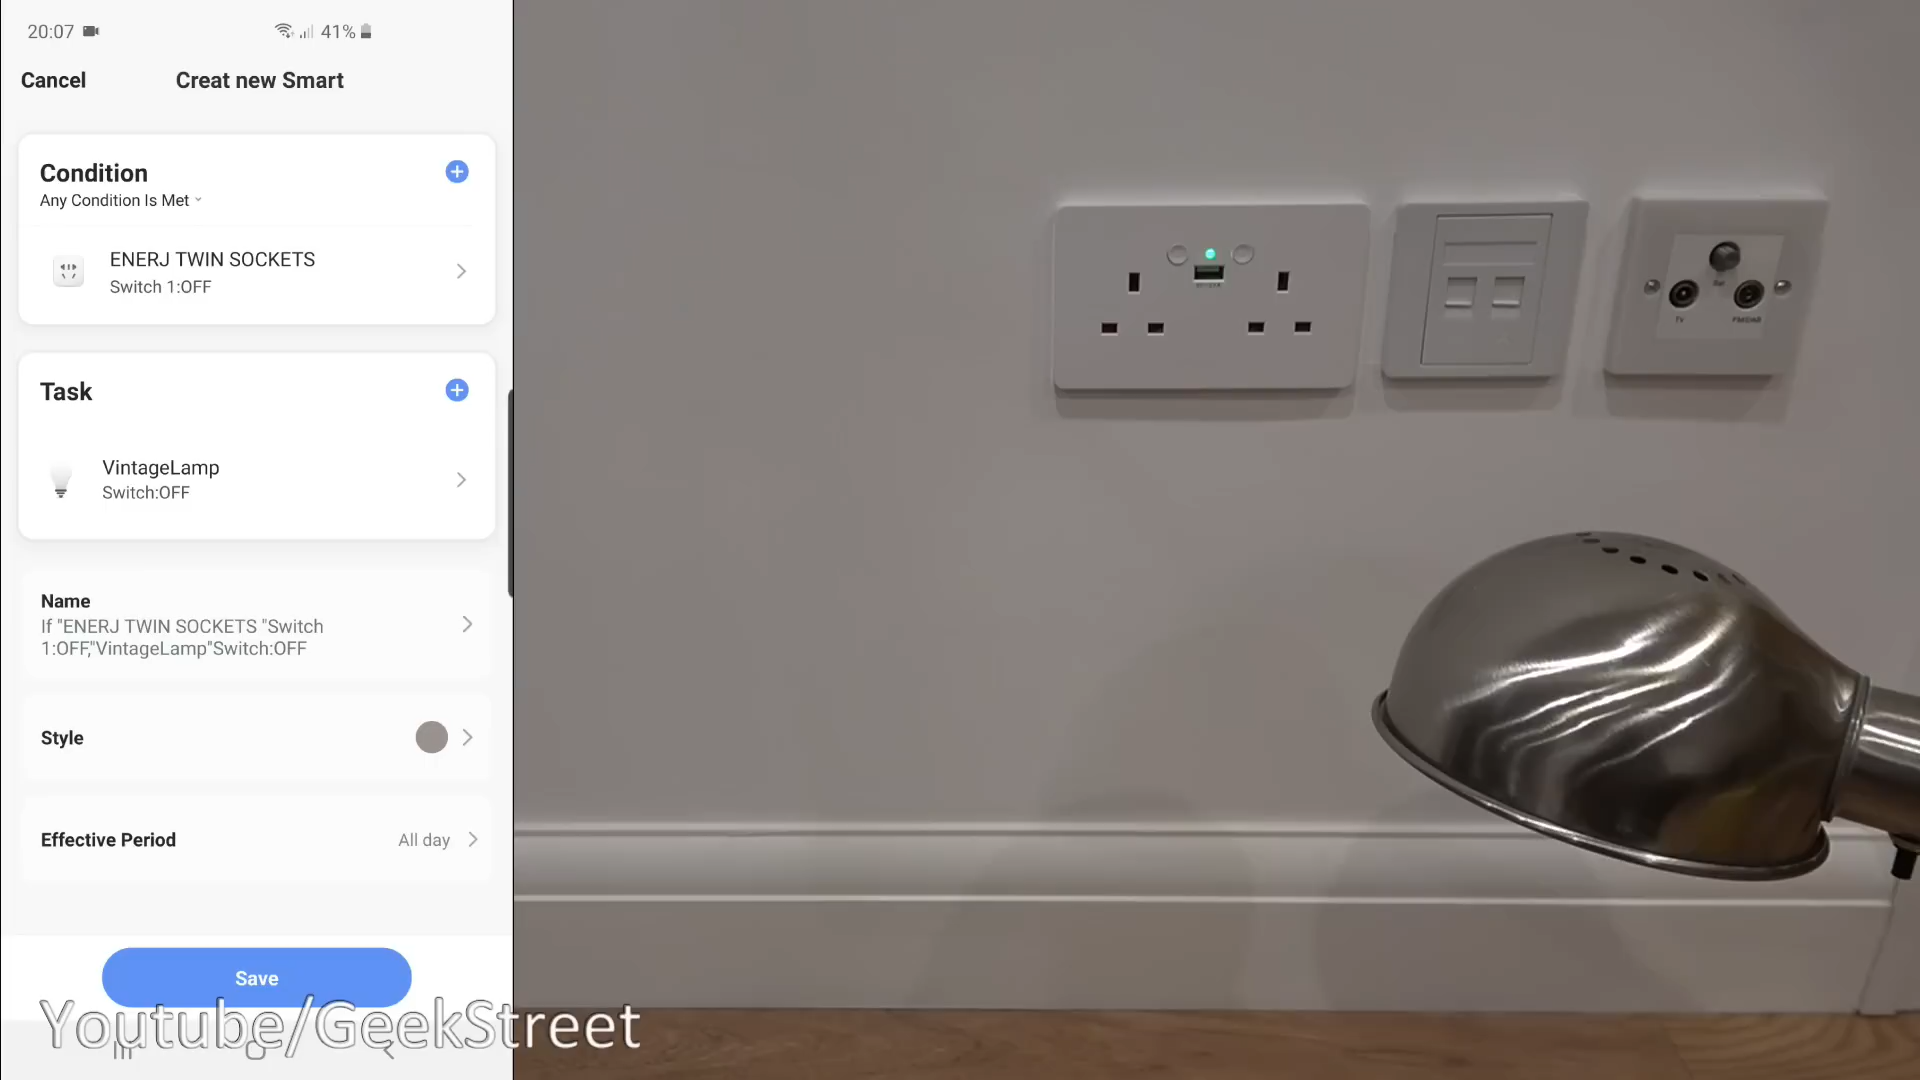 20:07
41%
Cancel
Creat new Smart
Condition
Any Condition Is Met
ENERJ TWIN SOCKETS
Switch 1:OFF
Task
VintageLamp
Switch:OFF
Name
If "ENERJ TWIN SOCKETS "Switch
1:OFF,"VintageLamp"Switch:OFF
Style
Effective Period
All day
Save
Youtube/GeekStreet
TV